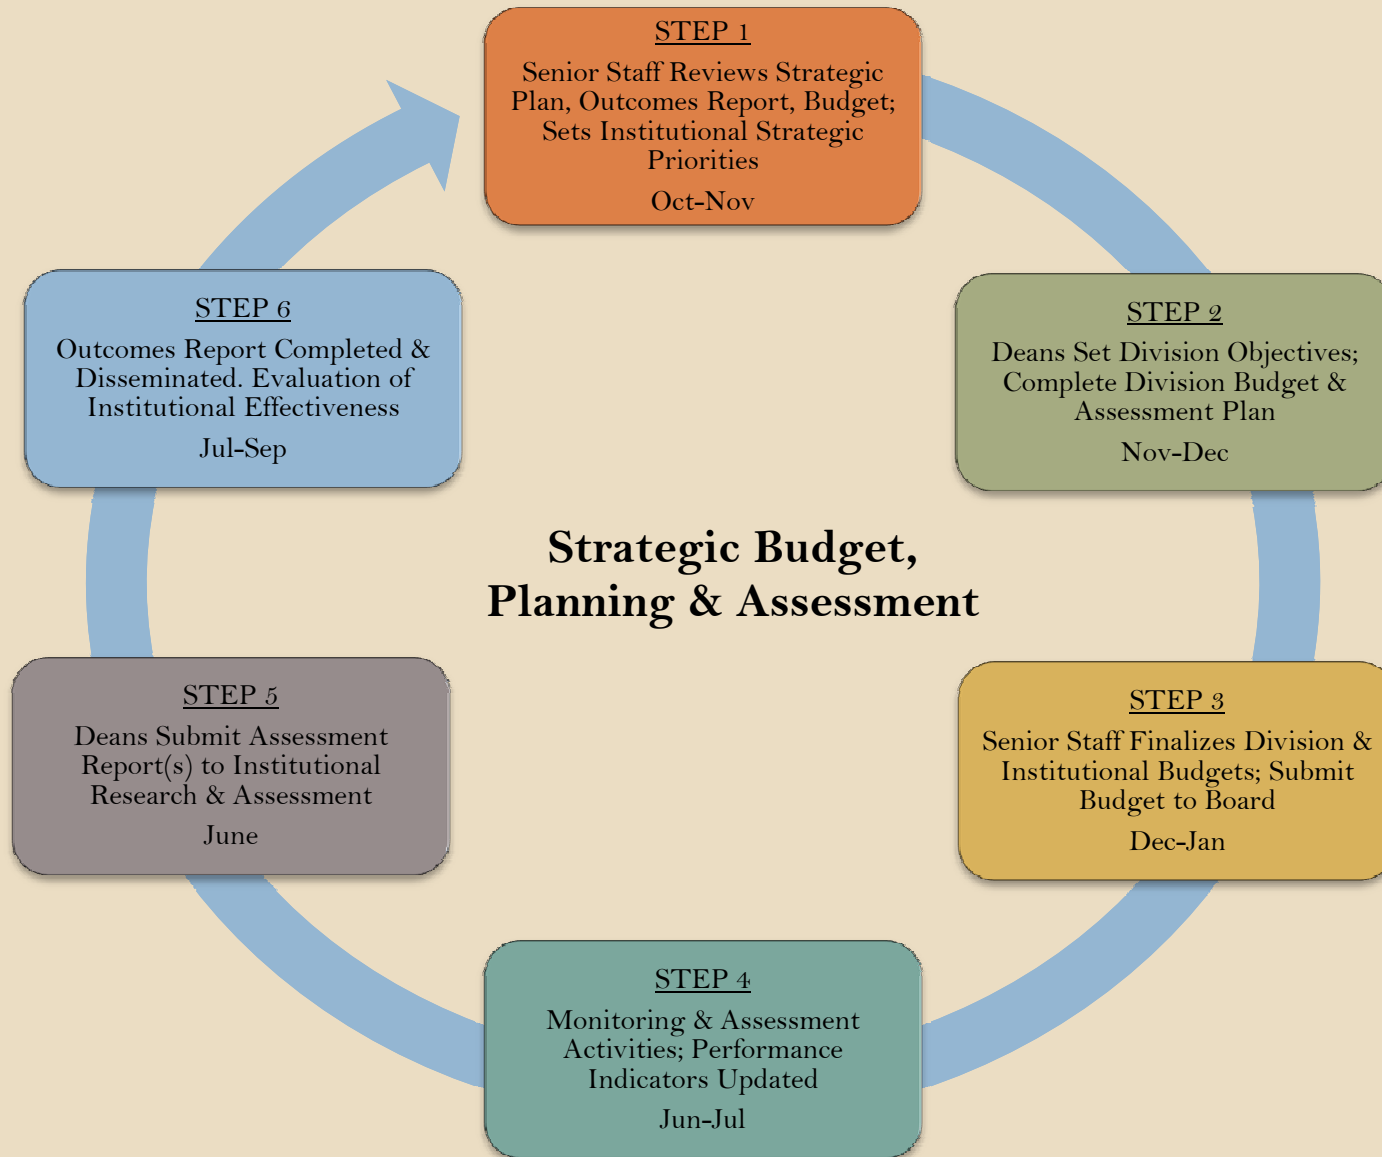 STEP 1
Senior Staff Reviews Strategic
Plan, Outcomes Report, Budget;
Sets Institutional Strategic
Priorities
Oct-Nov
STEP 2
Deans Set Division Objectives;
Complete Division Budget &
Assessment Plan
Nov-Dec
STEP 3
Senior Staff Finalizes Division &
Institutional Budgets; Submit
Budget to Board
Dec-Jan
STEP 4
Monitoring & Assessment
Activities; Performance
Indicators Updated
Jun-Jul
STEP 5
Deans Submit Assessment
Report(s) to Institutional
Research & Assessment
June
STEP 6
Outcomes Report Completed &
Disseminated. Evaluation of
Institutional Effectiveness
Jul-Sep
Strategic Budget,
Planning & Assessment